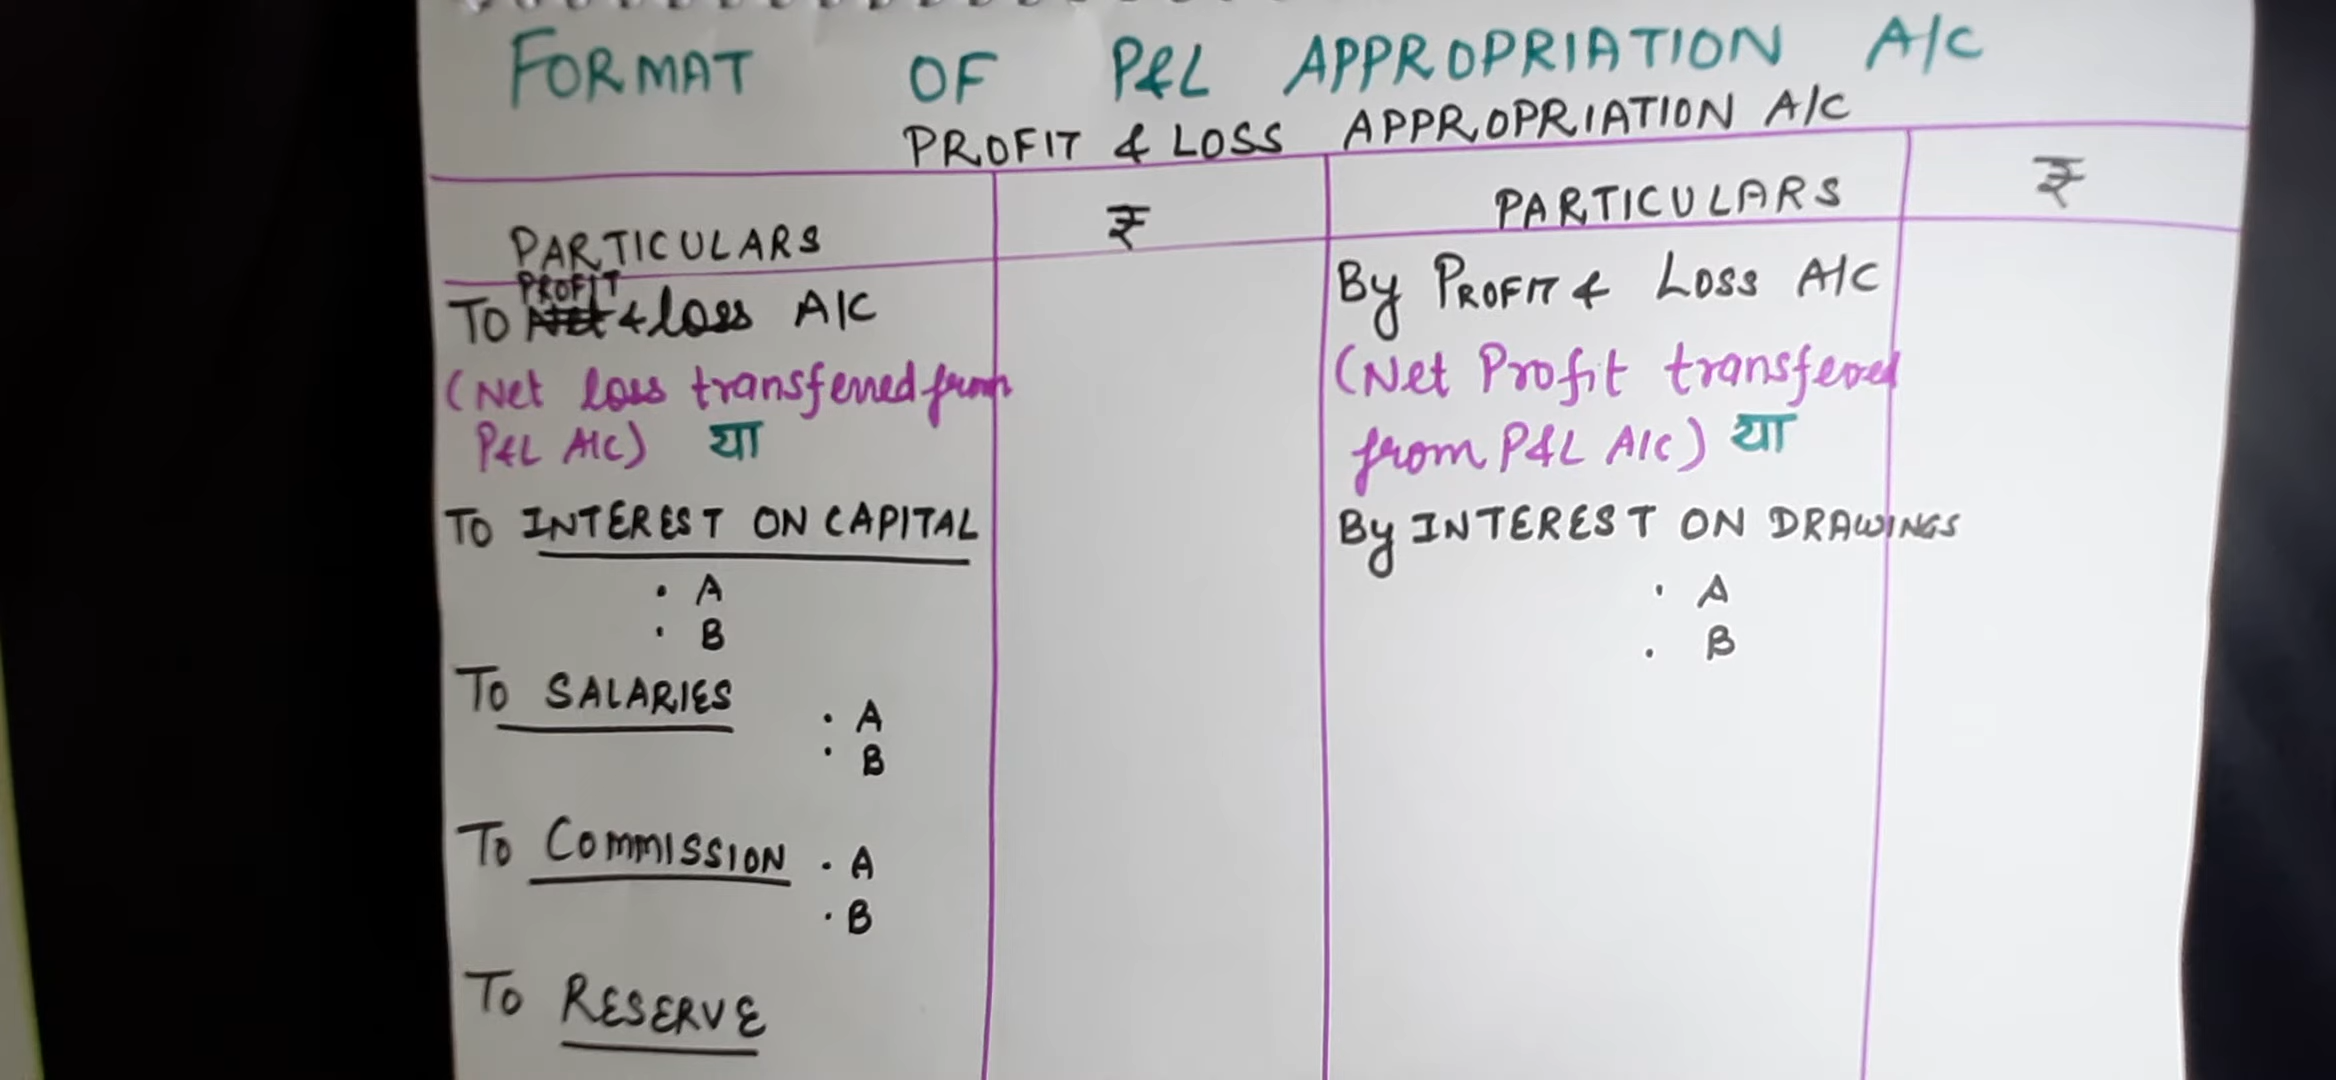 FORMAT OF P&L APPROPRIATION A/C
PROFIT & LOSS APPROPRIATION A/C
PARTICULARS ₹ PARTICULARS ₹
PROFIT
TO Net & loss A/C
(Net loss transferred from
P&L A/C) या
TO INTEREST ON CAPITAL
• A
• B
TO SALARIES
• A
• B
TO COMMISSION • A
• B
TO RESERVE
By PROFIT & LOSS A/C
(Net Profit transfered
from P&L A/C) या
By INTEREST ON DRAWINGS
• A
• B